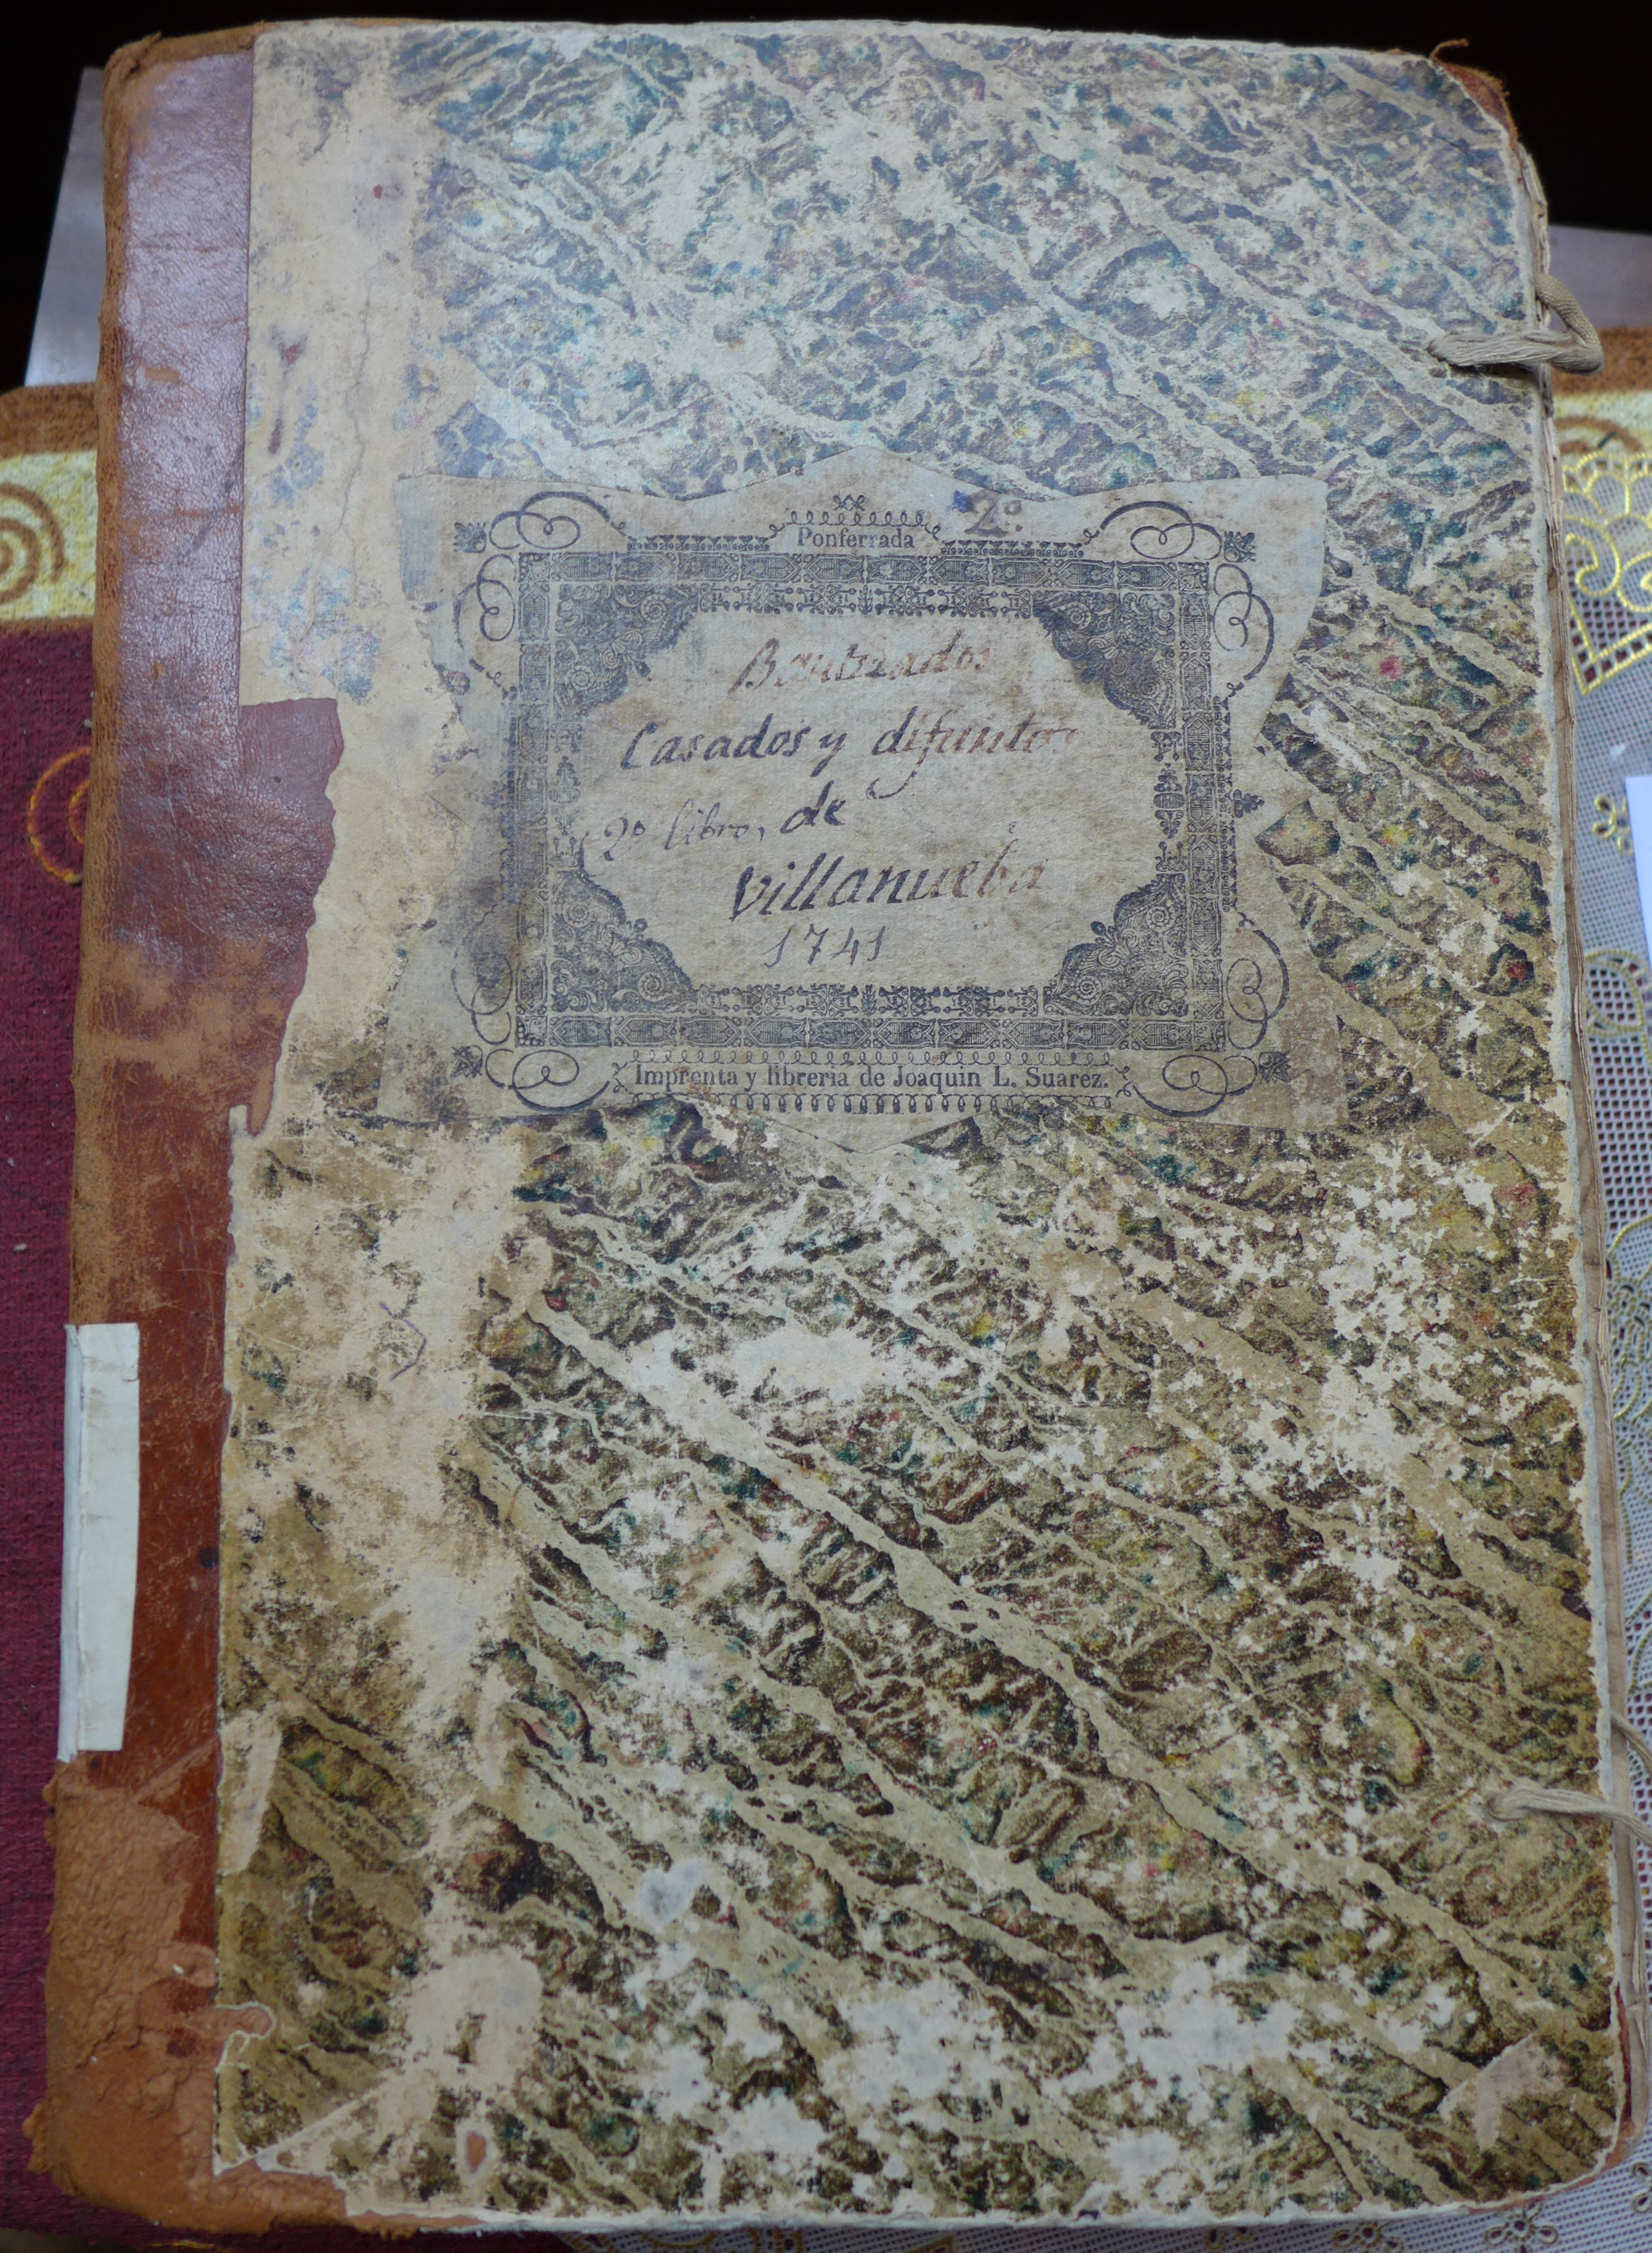 2º
Ponferrada
Bautizados
Casados y difuntos
2º libro, de
Villanueba
1741
Imprenta y libreria de Joaquin L. Suarez.